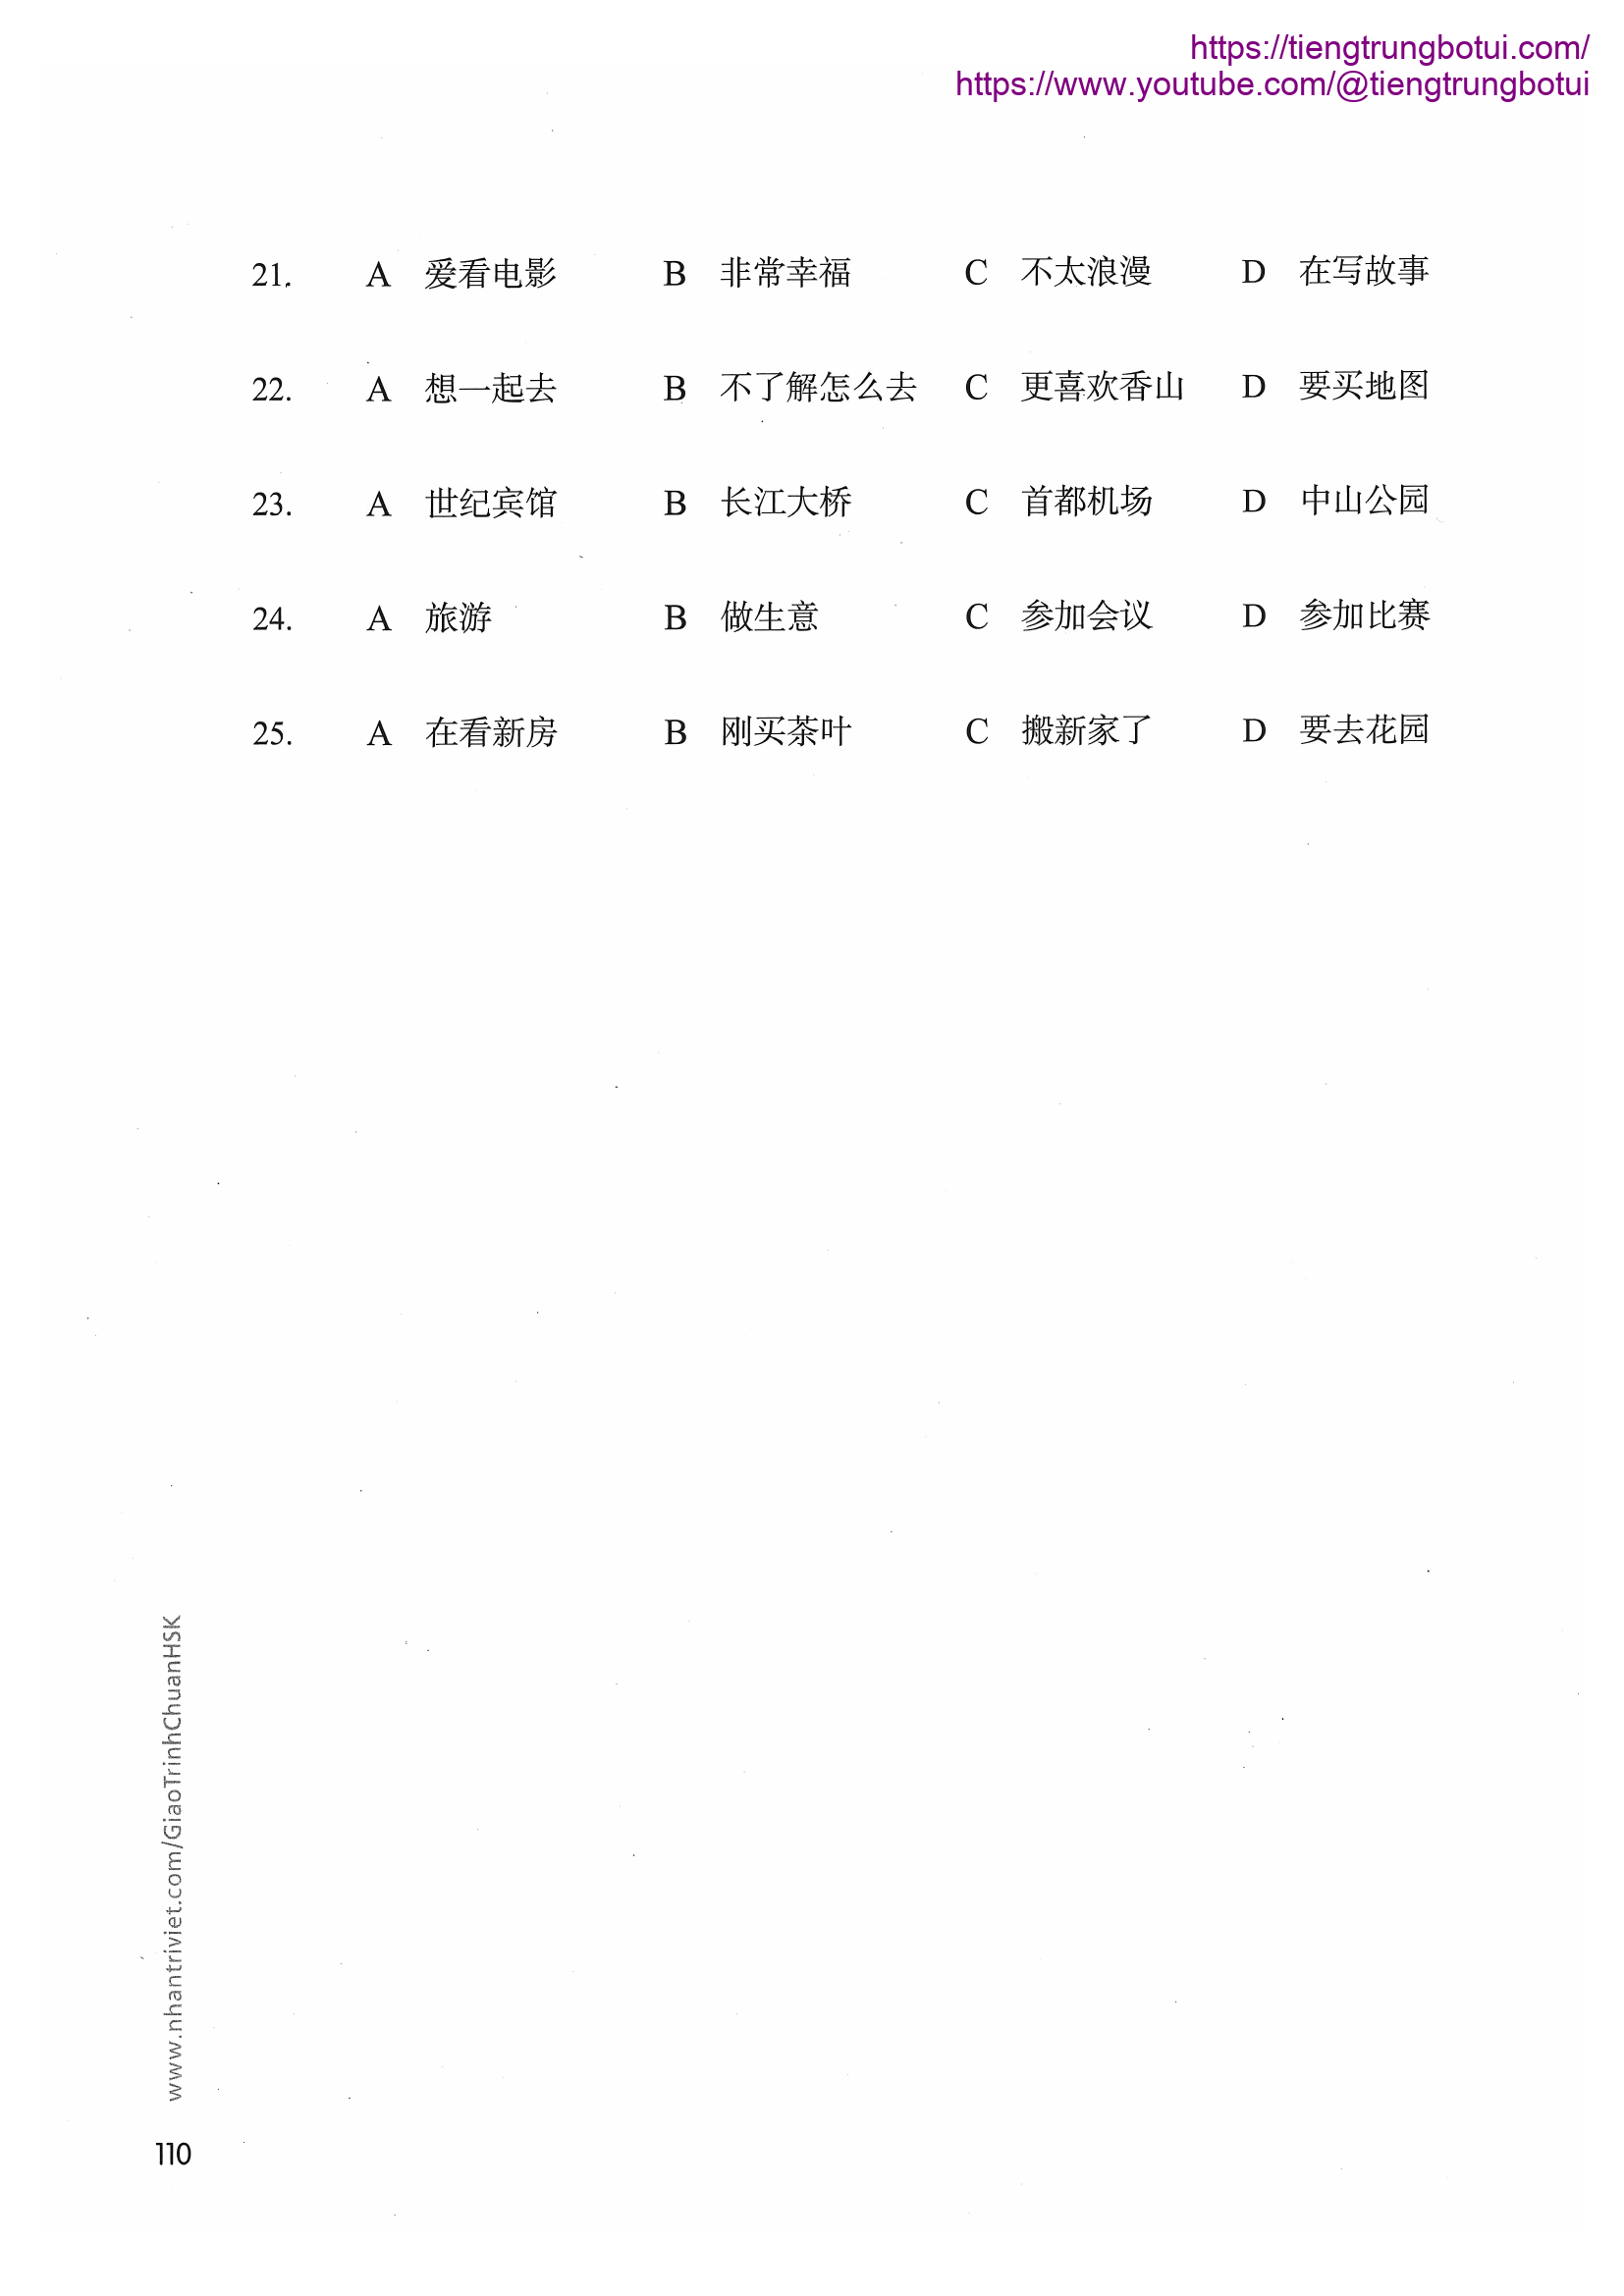 https://tiengtrungbotui.com/
https://www.youtube.com/@tiengtrungbotui
21. A 爱看电影 B 非常幸福 C 不太浪漫 D 在写故事
22. A 想一起去 B 不了解怎么去 C 更喜欢香山 D 要买地图
23. A 世纪宾馆 B 长江大桥 C 首都机场 D 中山公园
24. A 旅游 B 做生意 C 参加会议 D 参加比赛
25. A 在看新房 B 刚买茶叶 C 搬新家了 D 要去花园
www.nhantriviet.com/GiaoTrinhChuanHSK
110